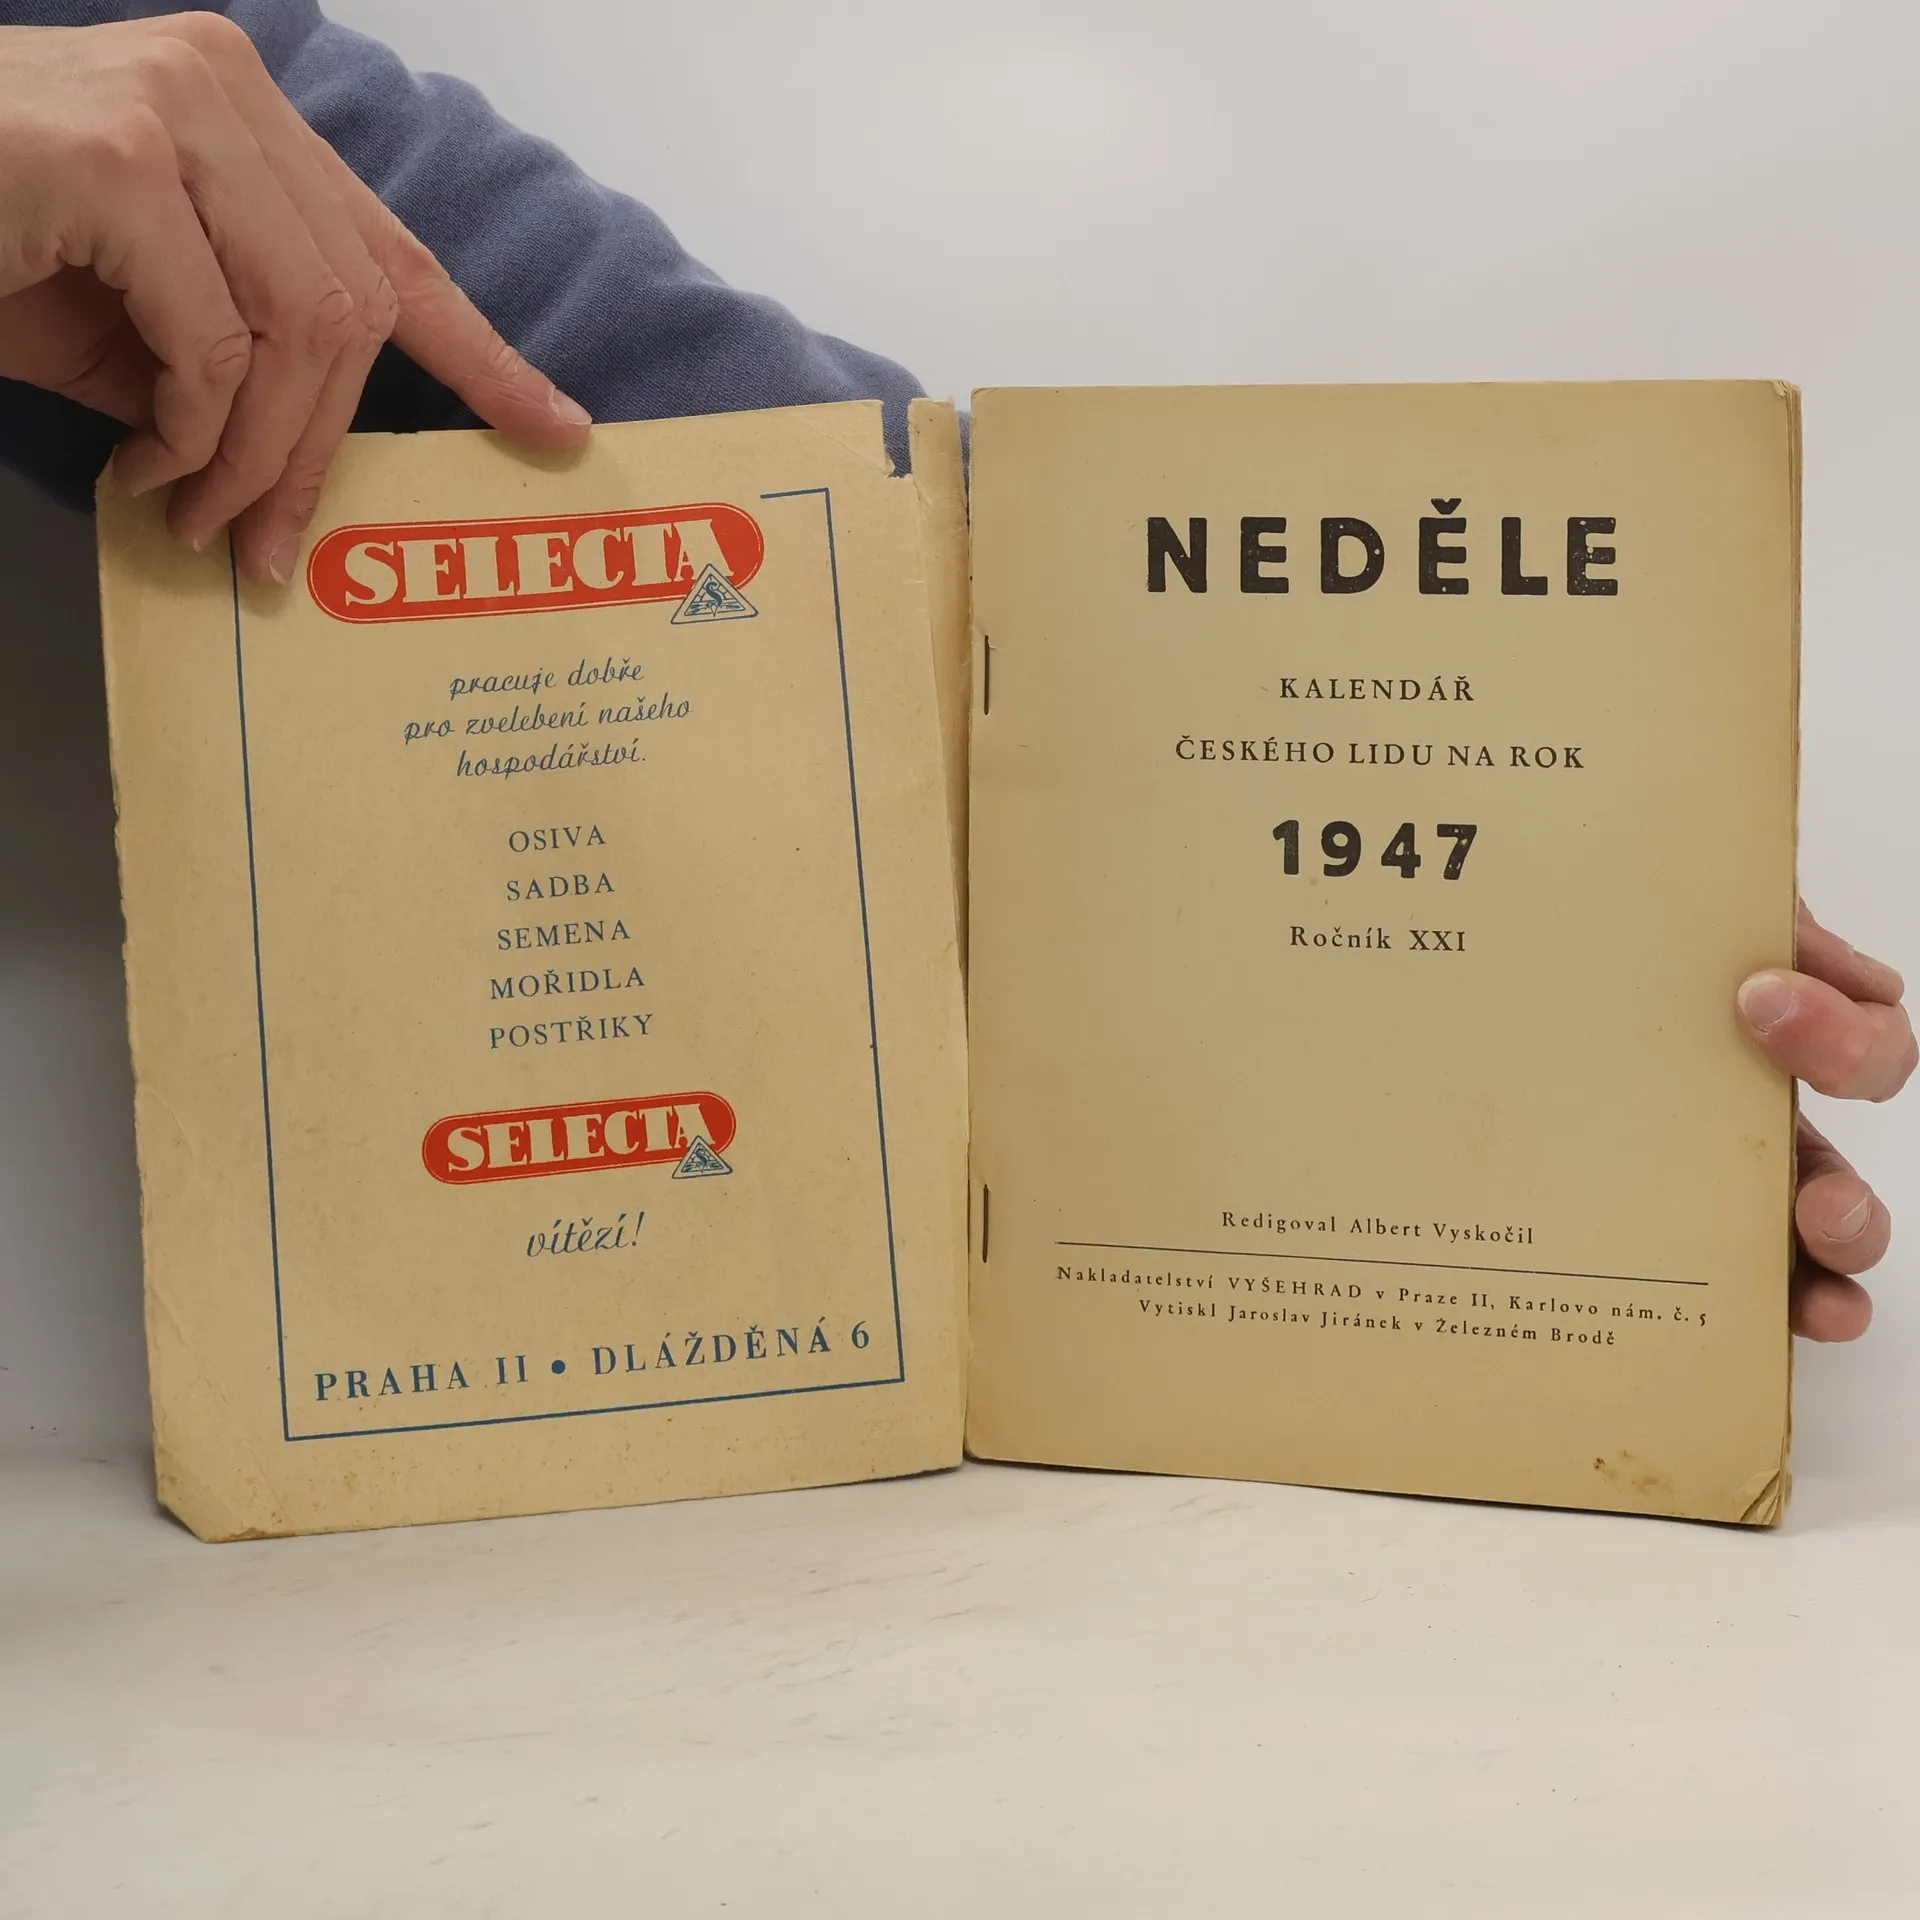 SELECTA
pracuje dobře
pro zvelebení našeho
hospodářství.
OSIVA
SADBA
SEMENA
MOŘIDLA
POSTŘIKY
SELECTA
vítězí!
PRAHA II • DLÁŽDĚNÁ 6
NEDĚLE
KALENDÁŘ
ČESKÉHO LIDU NA ROK
1947
Ročník XXI
Redigoval Albert Vyskočil
Nakladatelství VYŠEHRAD v Praze II, Karlovo nám. č. 5
Vytiskl Jaroslav Jiránek v Železném Brodě